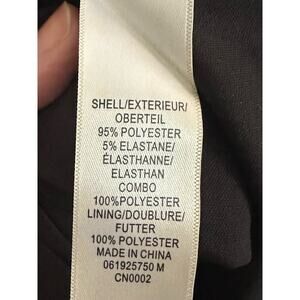 SHELL/EXTERIEUR/
OBERTEIL
95% POLYESTER
5% ELASTANE/
ÉLASTHANNE/
ELASTHAN
COMBO
100%POLYESTER
LINING/DOUBLURE/
FUTTER
100% POLYESTER
MADE IN CHINA
061925750 M
CN0002